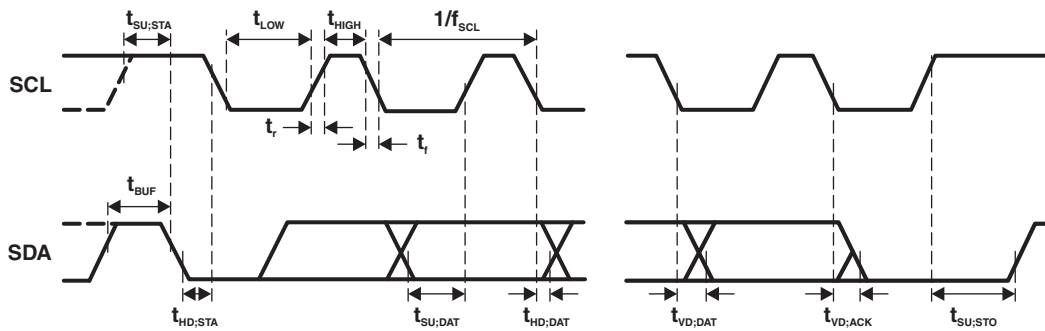 tSU;STA
tLOW
tHIGH
1/fSCL
SCL
tr
tf
tBUF
SDA
tHD;STA
tSU;DAT
tHD;DAT
tVD;DAT
tVD;ACK
tSU;STO